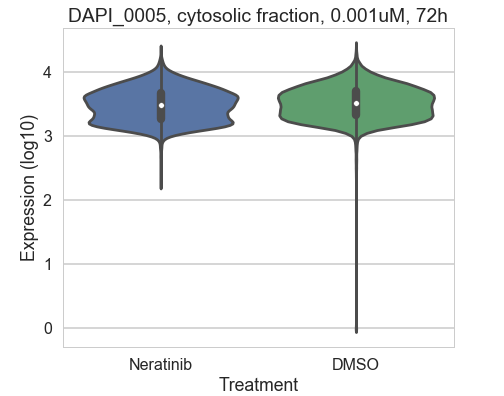 DAPI_0005, cytosolic fraction, 0.001uM, 72h
Expression (log10)
4
3
2
1
0
Neratinib DMSO
Treatment